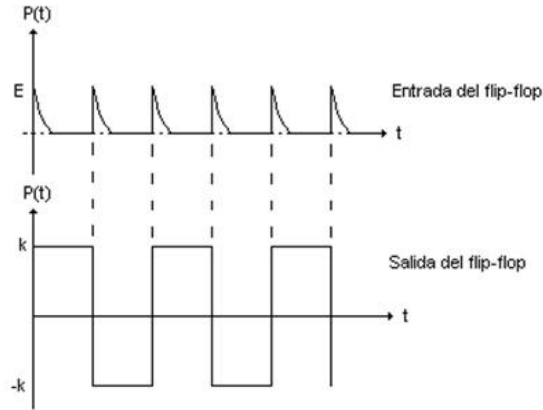 P(t)
E
Entrada del flip-flop
t
P(t)
k
Salida del flip-flop
t
-k